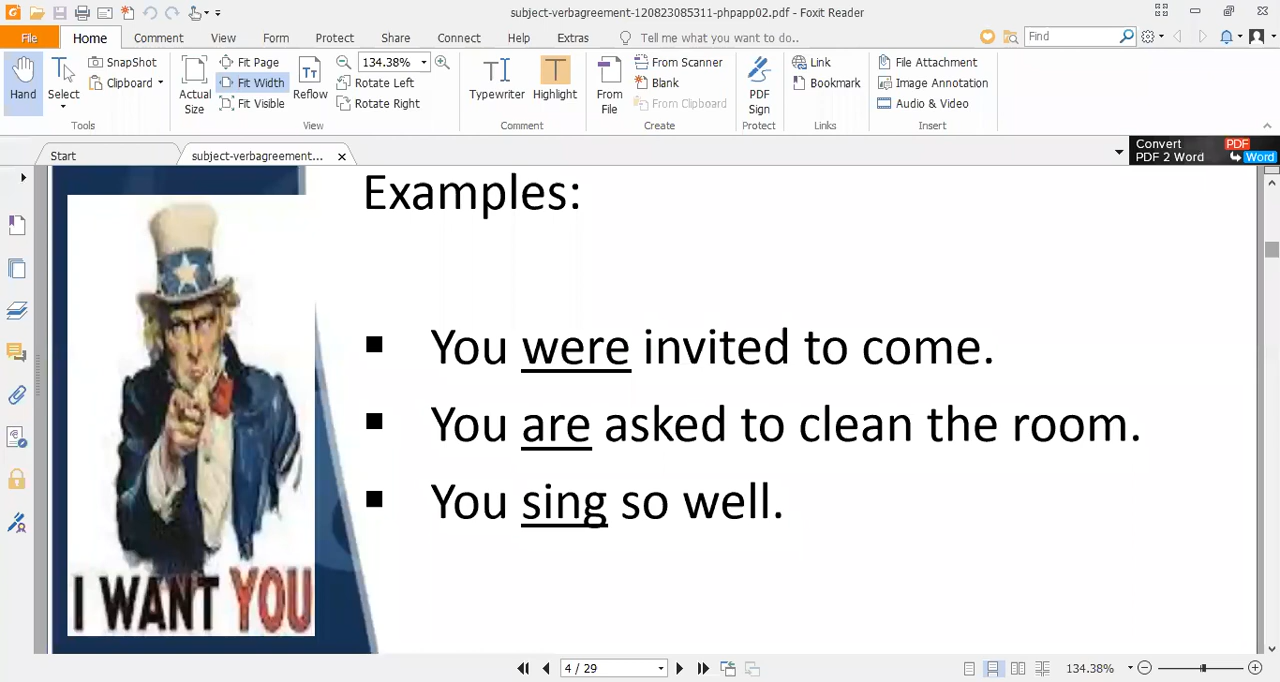 subject-verbagreement-120823085311-phpapp02.pdf - Foxit Reader
File Home Comment View Form Protect Share Connect Help Extras Tell me what you want to do.. Find
Hand
Select
SnapShot
Clipboard
Tools
Actual Size
Fit Page
Fit Width
Fit Visible
Reflow
134.38%
Rotate Left
Rotate Right
View
Typewriter
Highlight
Comment
From File
From Scanner
Blank
From Clipboard
Create
PDF Sign
Protect
Link
Bookmark
Links
File Attachment
Image Annotation
Audio & Video
Insert
Start
subject-verbagreement...
Convert PDF
PDF 2 Word Word
Examples:
▪ You were invited to come.
▪ You are asked to clean the room.
▪ You sing so well.
I WANT YOU
4 / 29
134.38%